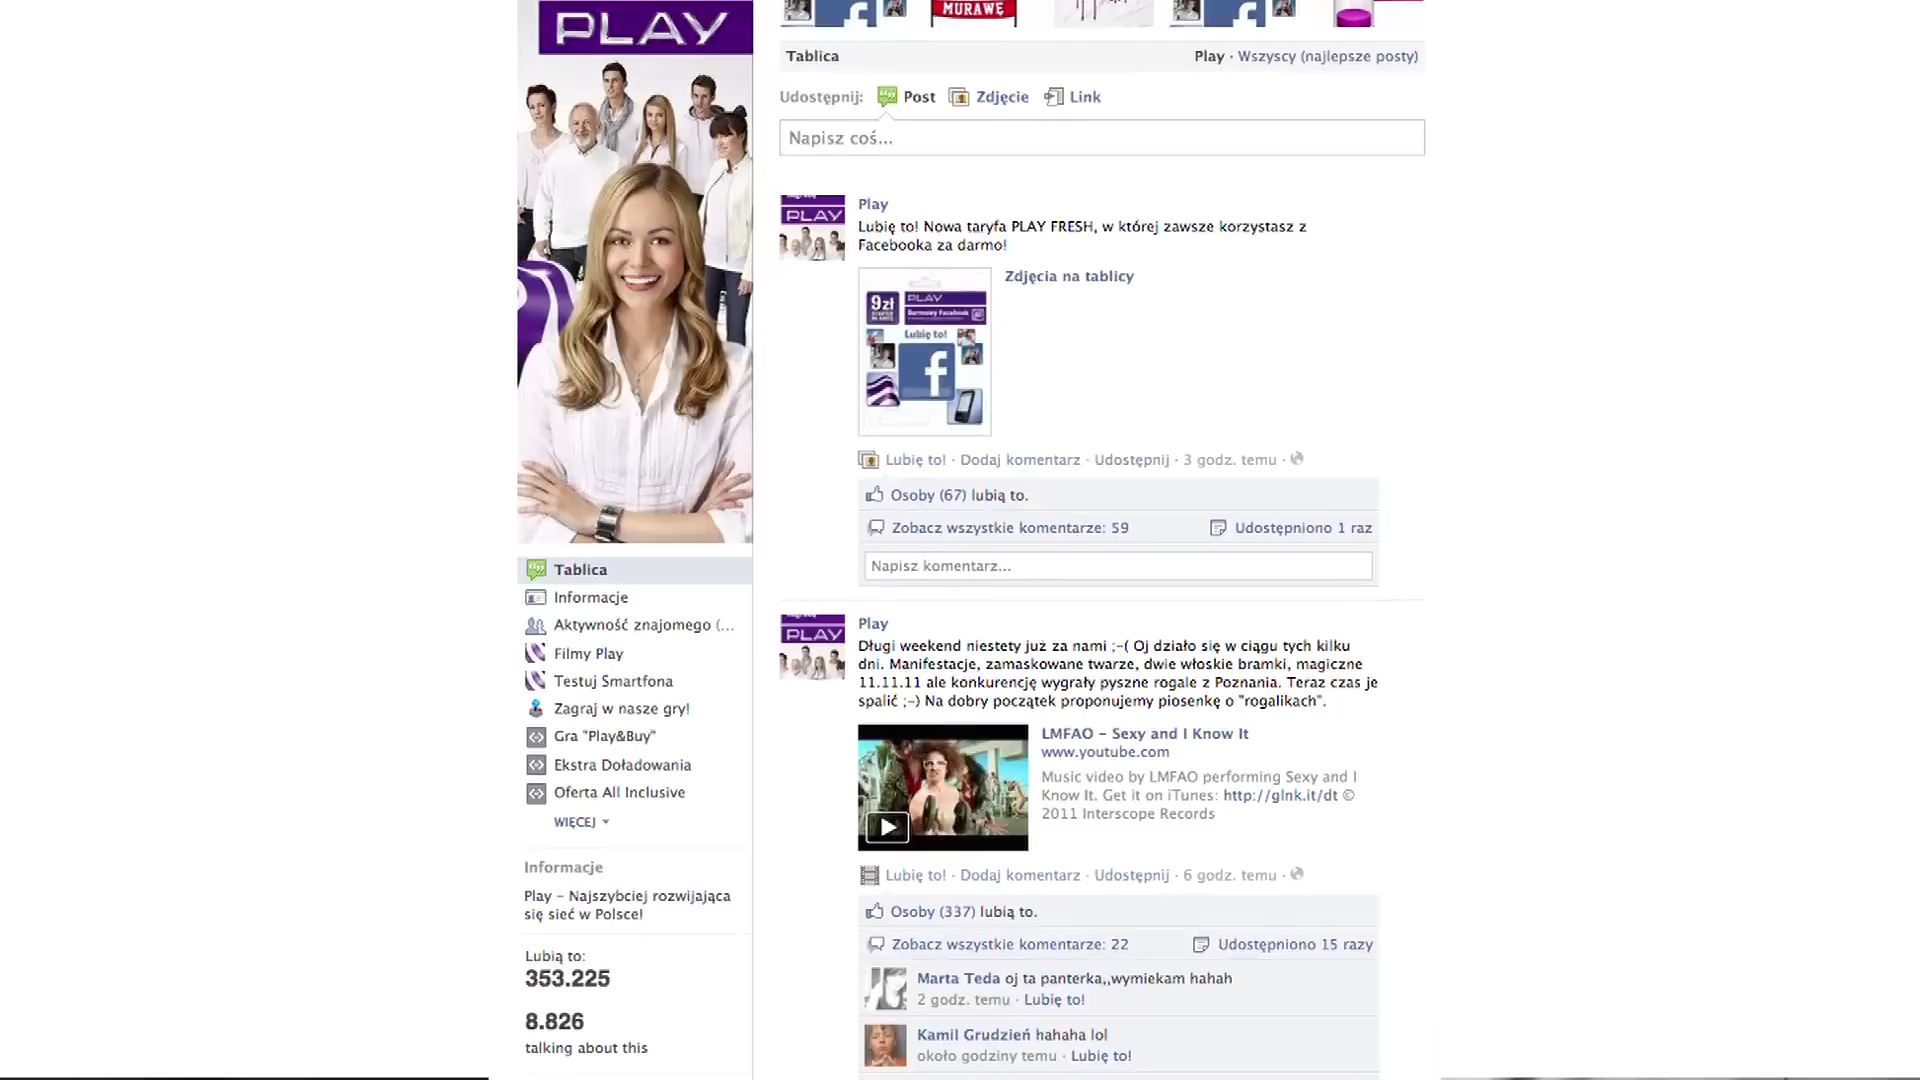 PLAY
MURAWĘ
Tablica
Play · Wszyscy (najlepsze posty)
Udostępnij: Post Zdjęcie Link
Napisz coś...
PLAY
Play
Lubię to! Nowa taryfa PLAY FRESH, w której zawsze korzystasz z
Facebooka za darmo!
Zdjęcia na tablicy
9zł
PLAY
Darmowy Facebook
Lubię to!
Lubię to! · Dodaj komentarz · Udostępnij · 3 godz. temu ·
Osoby (67) lubią to.
Zobacz wszystkie komentarze: 59
Udostępniono 1 raz
Napisz komentarz...
Tablica
Informacje
Aktywność znajomego (...
Filmy Play
Testuj Smartfona
Zagraj w nasze gry!
Gra "Play&Buy"
Ekstra Doładowania
Oferta All Inclusive
WIĘCEJ
Informacje
Play – Najszybciej rozwijająca
się sieć w Polsce!
Lubią to:
353.225
8.826
talking about this
PLAY
Play
Długi weekend niestety już za nami ;-( Oj działo się w ciągu tych kilku
dni. Manifestacje, zamaskowane twarze, dwie włoskie bramki, magiczne
11.11.11 ale konkurencję wygrały pyszne rogale z Poznania. Teraz czas je
spalić ;-) Na dobry początek proponujemy piosenkę o "rogalikach".
LMFAO – Sexy and I Know It
www.youtube.com
Music video by LMFAO performing Sexy and I
Know It. Get it on iTunes: http://glnk.it/dt ©
2011 Interscope Records
Lubię to! · Dodaj komentarz · Udostępnij · 6 godz. temu ·
Osoby (337) lubią to.
Zobacz wszystkie komentarze: 22
Udostępniono 15 razy
Marta Teda oj ta panterka,,wymiekam hahah
2 godz. temu · Lubię to!
Kamil Grudzień hahaha lol
około godziny temu · Lubię to!